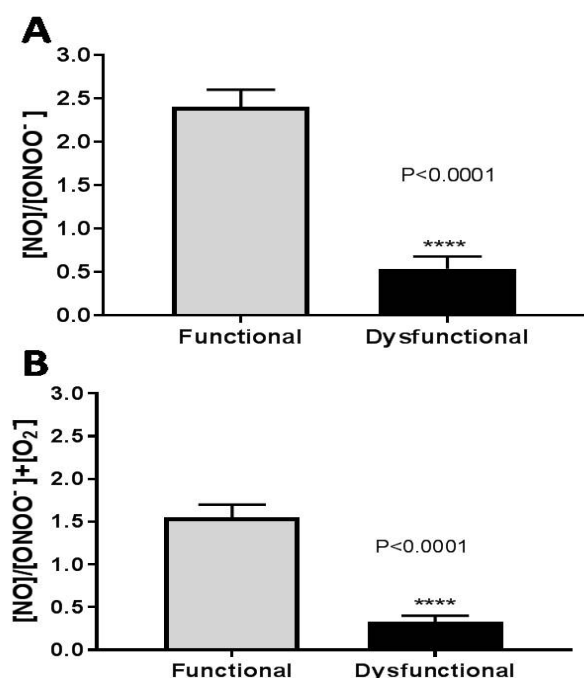 A
[NO]/[ONOO⁻]
3.0
2.5
2.0
1.5
1.0
0.5
0.0
P<0.0001
****
Functional
Dysfunctional
B
[NO]/[ONOO⁻]+[O₂⁻]
3.0
2.5
2.0
1.5
1.0
0.5
0.0
P<0.0001
****
Functional
Dysfunctional